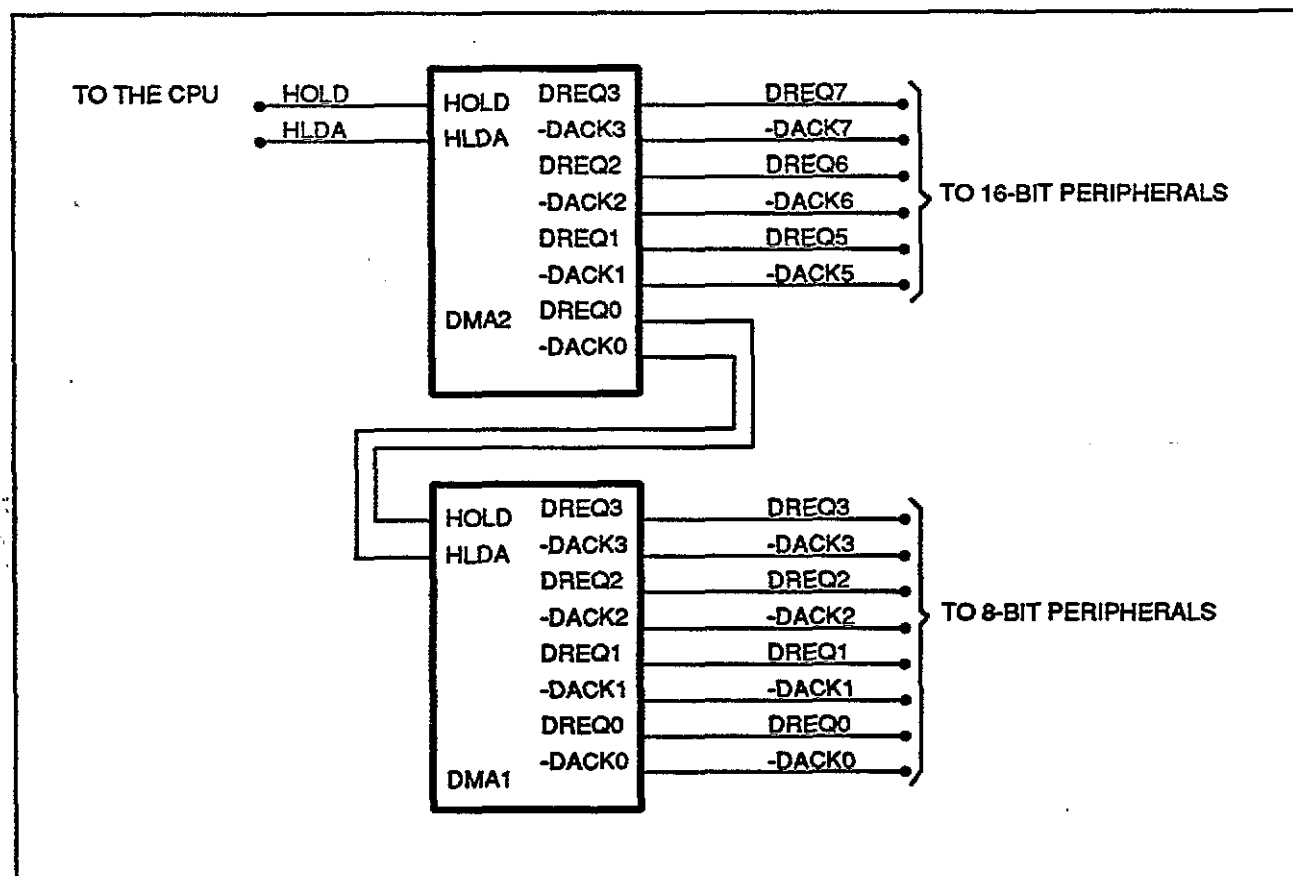 TO THE CPU HOLD HOLD DREQ3 DREQ7
HLDA HLDA -DACK3 -DACK7
DREQ2 DREQ6
-DACK2 -DACK6 TO 16-BIT PERIPHERALS
DREQ1 DREQ5
-DACK1 -DACK5
DMA2 DREQ0
-DACK0
HOLD DREQ3 DREQ3
HLDA -DACK3 -DACK3
DREQ2 DREQ2
-DACK2 -DACK2 TO 8-BIT PERIPHERALS
DREQ1 DREQ1
-DACK1 -DACK1
DREQ0 DREQ0
DMA1 -DACK0 -DACK0